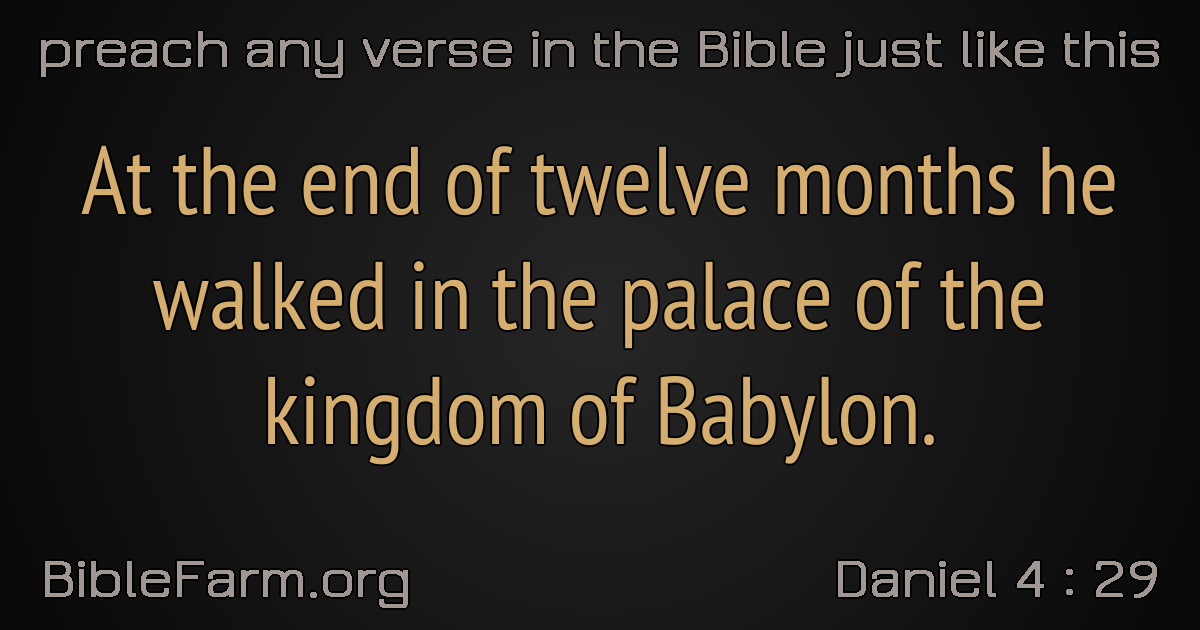 preach any verse in the Bible just like this
At the end of twelve months he
walked in the palace of the
kingdom of Babylon.
BibleFarm.org
Daniel 4 : 29